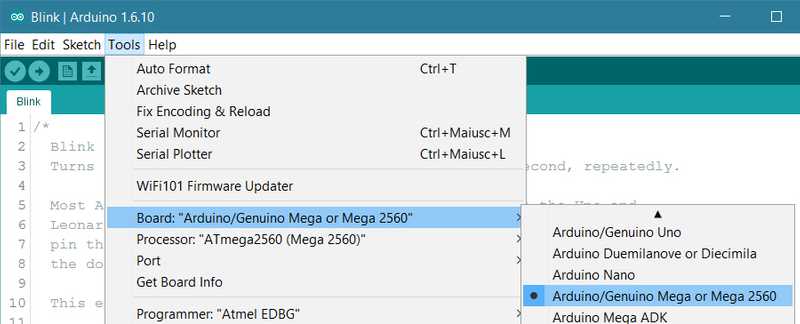 Blink | Arduino 1.6.10
File Edit Sketch Tools Help
Blink
Auto Format Ctrl+T
Archive Sketch
Fix Encoding & Reload
Serial Monitor Ctrl+Maiusc+M
Serial Plotter Ctrl+Maiusc+L
WiFi101 Firmware Updater
Board: "Arduino/Genuino Mega or Mega 2560"
Processor: "ATmega2560 (Mega 2560)"
Port
Get Board Info
Programmer: "Atmel EDBG"
Arduino/Genuino Uno
Arduino Duemilanove or Diecimila
Arduino Nano
Arduino/Genuino Mega or Mega 2560
Arduino Mega ADK
1 /*
2 Blink
3 Turns econd, repeatedly.
4
5 Most A
6 Leonar
7 pin th
8 the do
9
10 This e
11